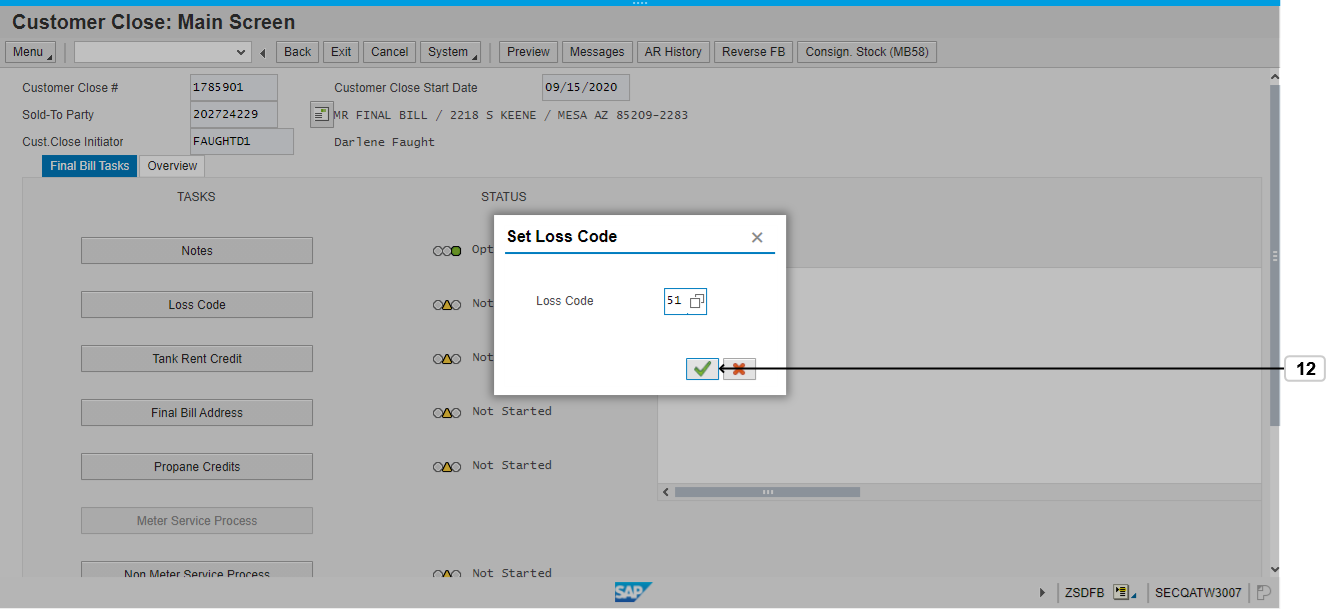 Customer Close: Main Screen
Menu Back Exit Cancel System Preview Messages AR History Reverse FB Consign. Stock (MB58)
Customer Close # 1785901 Customer Close Start Date 09/15/2020
Sold-To Party 202724229 MR FINAL BILL / 2218 S KEENE / MESA AZ 85209-2283
Cust.Close Initiator FAUGHTD1 Darlene Faught
Final Bill Tasks Overview
TASKS STATUS
Set Loss Code
Notes Opt
Loss Code Not Loss Code 51
Tank Rent Credit Not
12
Final Bill Address Not Started
Propane Credits Not Started
Meter Service Process
Non Meter Service Process Not Started
SAP ZSDFB SECQATW3007